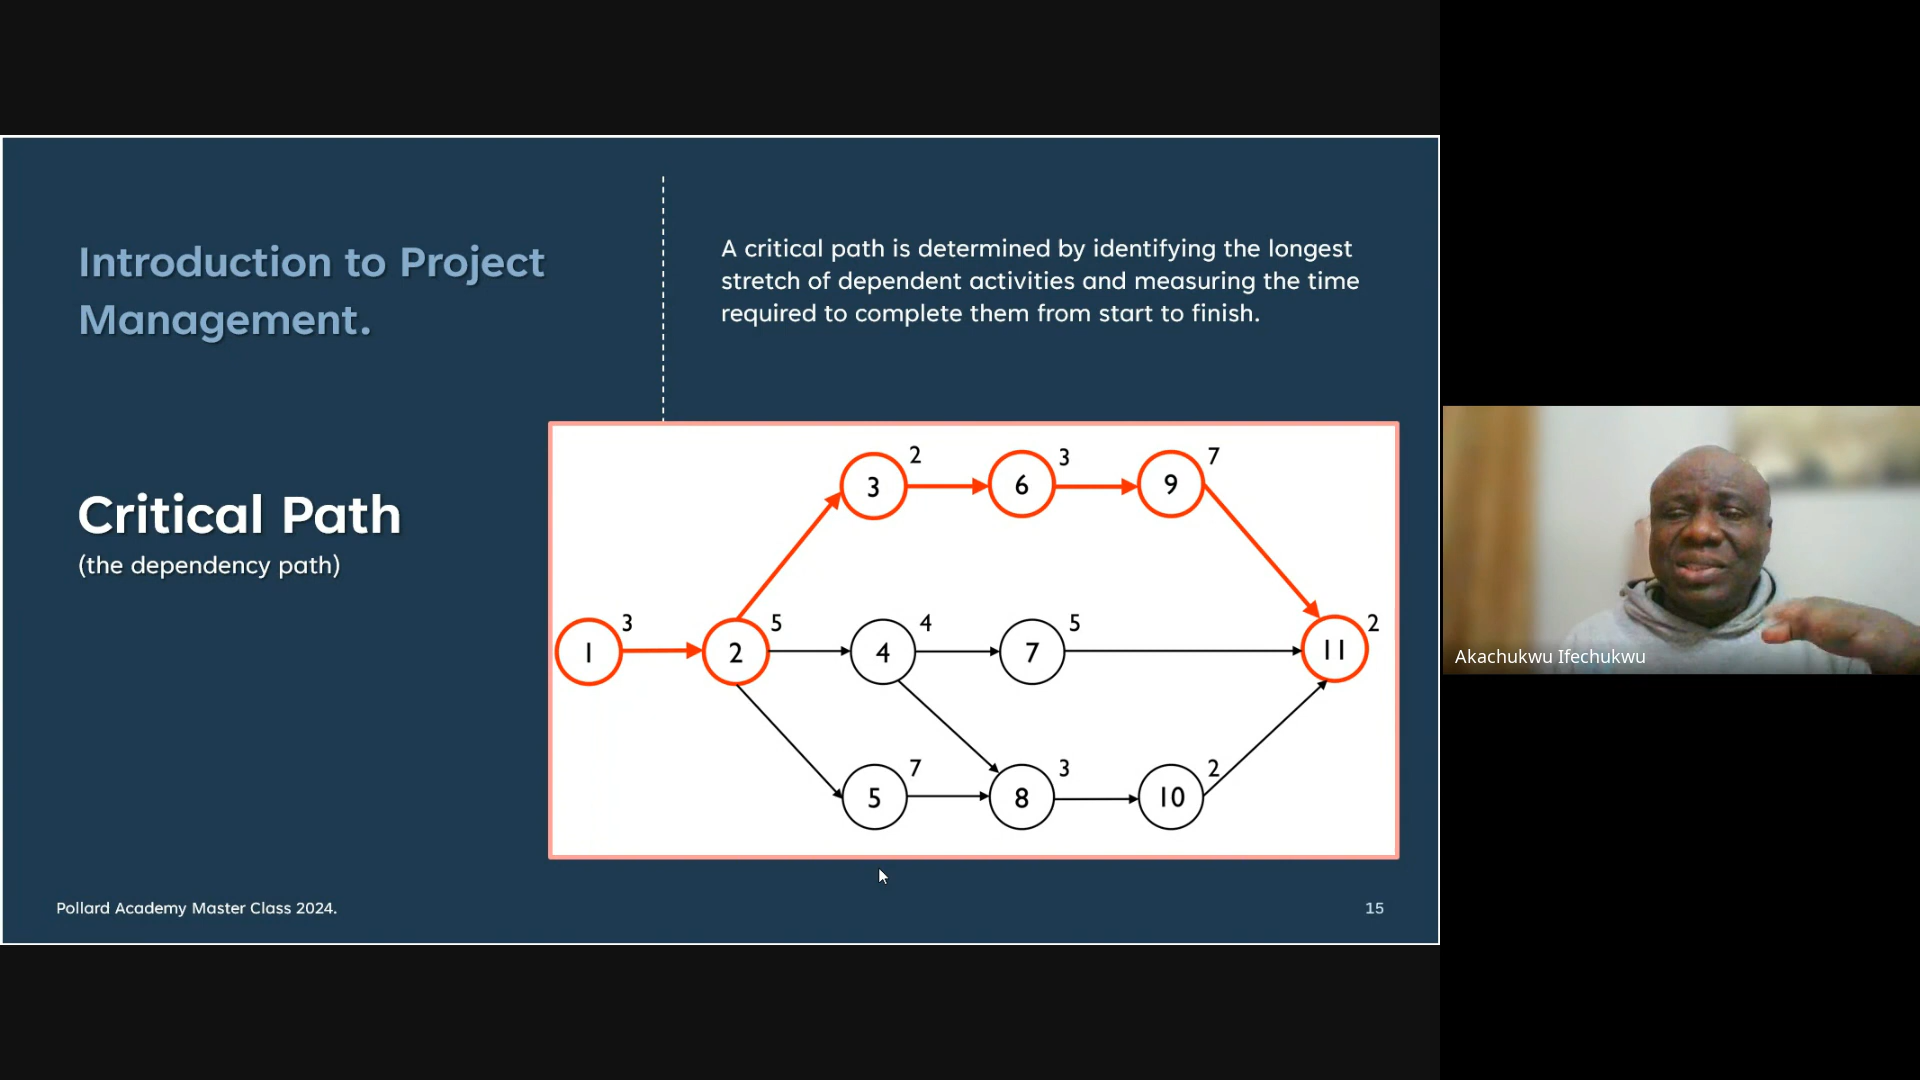 Introduction to Project
Management.
A critical path is determined by identifying the longest
stretch of dependent activities and measuring the time
required to complete them from start to finish.
Critical Path
(the dependency path)
3 2
6 3
9 7
1 3
2 5
4 4
7 5
11 2
5 7
8 3
10 2
Akachukwu Ifechukwu
Pollard Academy Master Class 2024.
15